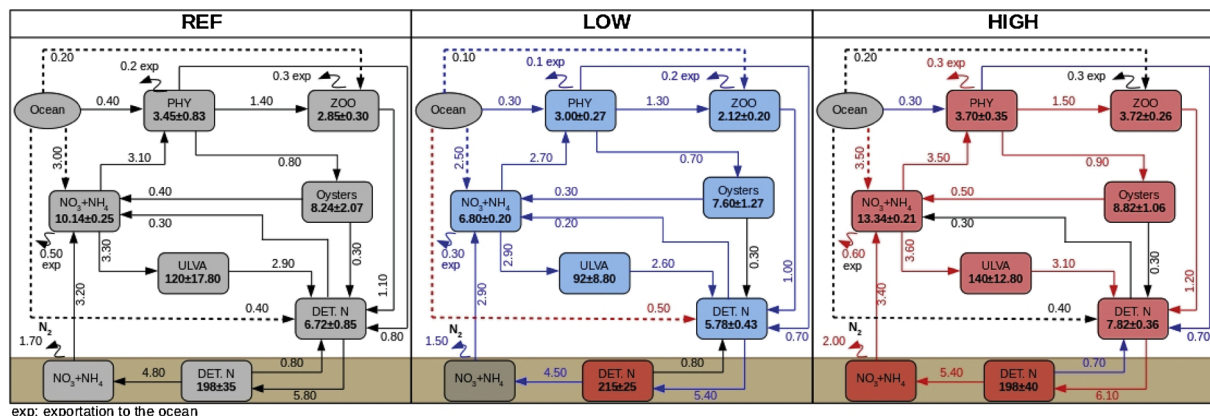 REF
LOW
HIGH
0.20
0.2 exp
0.3 exp
Ocean
0.40
PHY
3.45±0.83
1.40
ZOO
2.85±0.30
3.00
3.10
0.80
0.40
Oysters
8.24±2.07
NO3+NH4
10.14±0.25
0.30
0.50
exp
3.30
0.30
1.10
ULVA
120±17.80
2.90
3.20
0.40
DET. N
6.72±0.85
N2
1.70
0.80
0.80
NO3+NH4
4.80
DET. N
198±35
5.80
0.10
0.1 exp
0.2 exp
Ocean
0.30
PHY
3.00±0.27
1.30
ZOO
2.12±0.20
2.50
2.70
0.70
0.30
Oysters
7.60±1.27
NO3+NH4
6.80±0.20
0.20
0.30
exp
2.90
0.30
1.00
ULVA
92±8.80
2.60
2.90
0.50
DET. N
5.78±0.43
N2
1.50
0.70
0.80
NO3+NH4
4.50
DET. N
215±25
5.40
0.20
0.3 exp
0.3 exp
Ocean
0.30
PHY
3.70±0.35
1.50
ZOO
3.72±0.26
3.50
3.50
0.90
0.50
Oysters
8.82±1.06
NO3+NH4
13.34±0.21
0.30
0.60
exp
3.60
0.30
1.20
ULVA
140±12.80
3.10
3.40
0.40
DET. N
7.82±0.36
N2
2.00
0.70
0.70
NO3+NH4
5.40
DET. N
198±40
6.10
exp: exportation to the ocean